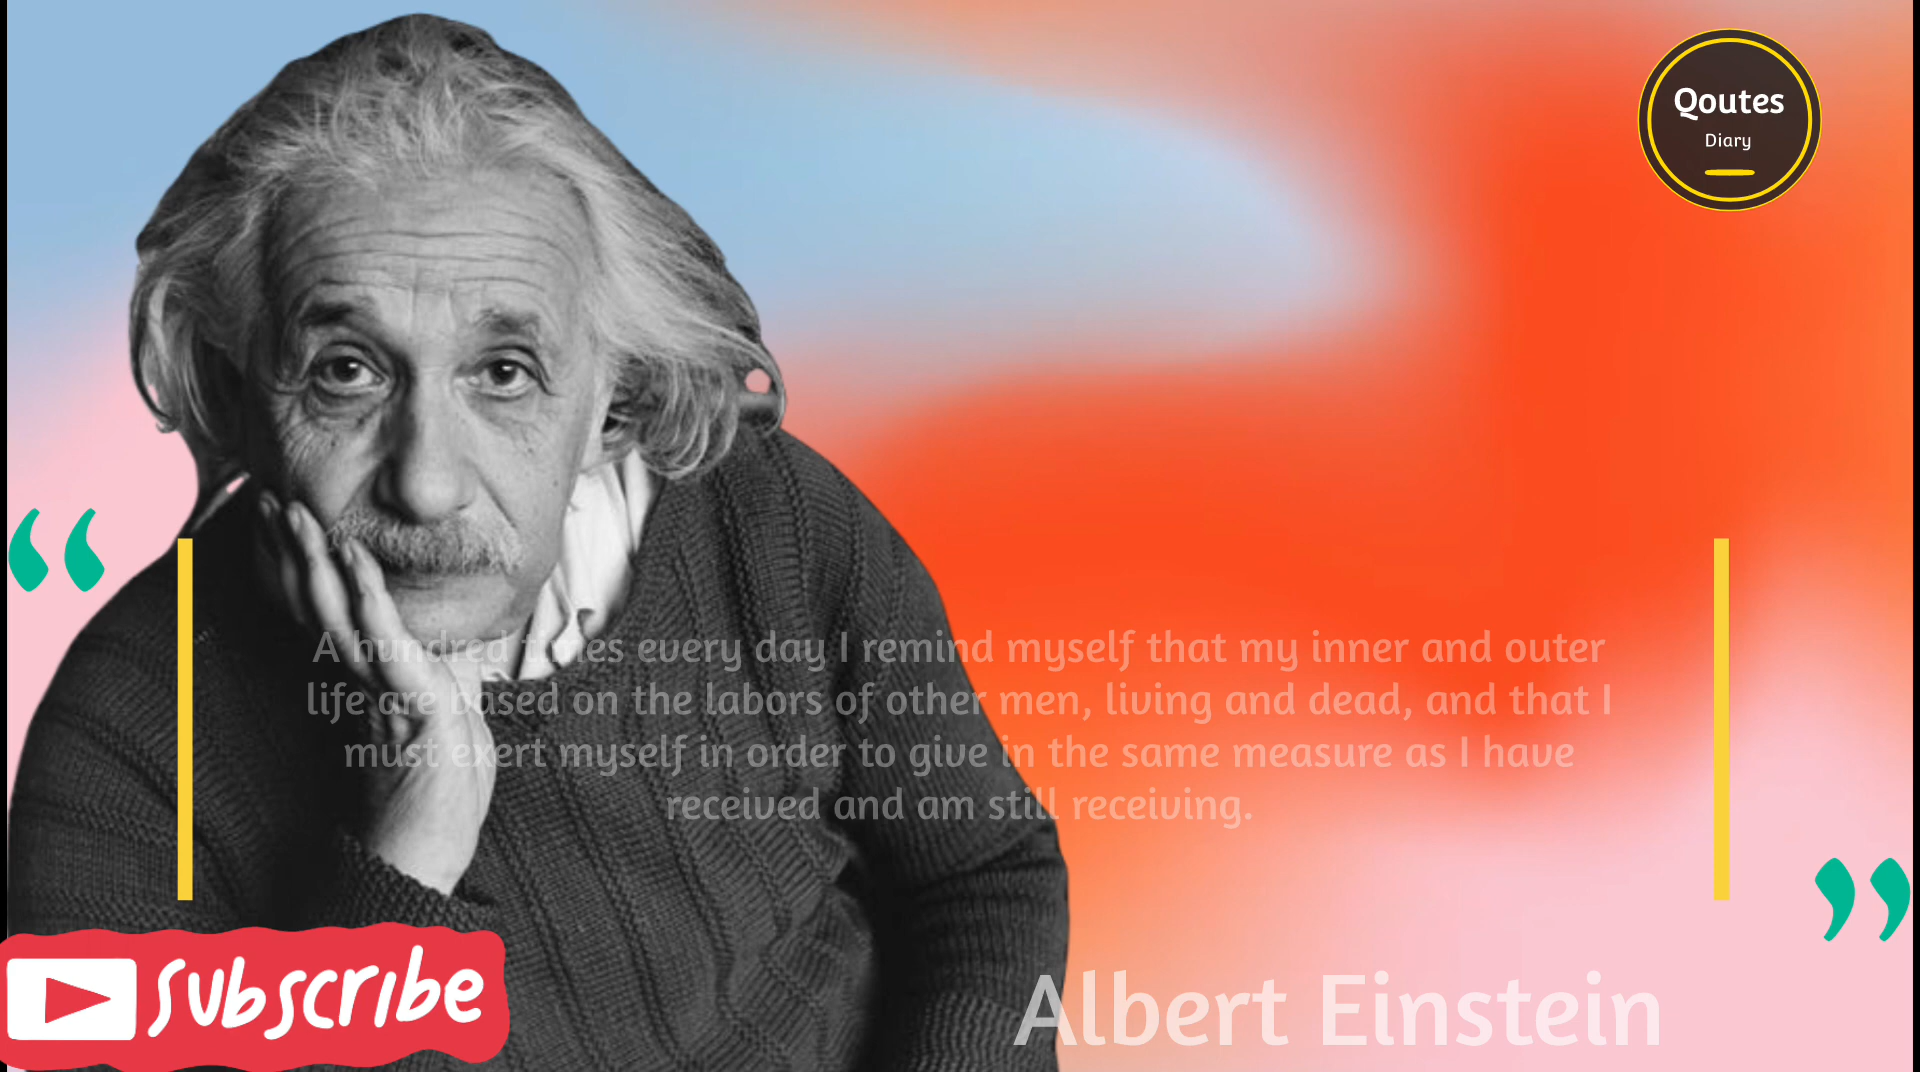 Qoutes
Diary
“
A hundred times every day I remind myself that my inner and outer
life are based on the labors of other men, living and dead, and that I
must exert myself in order to give in the same measure as I have
received and am still receiving.
”
Subscribe
Albert Einstein